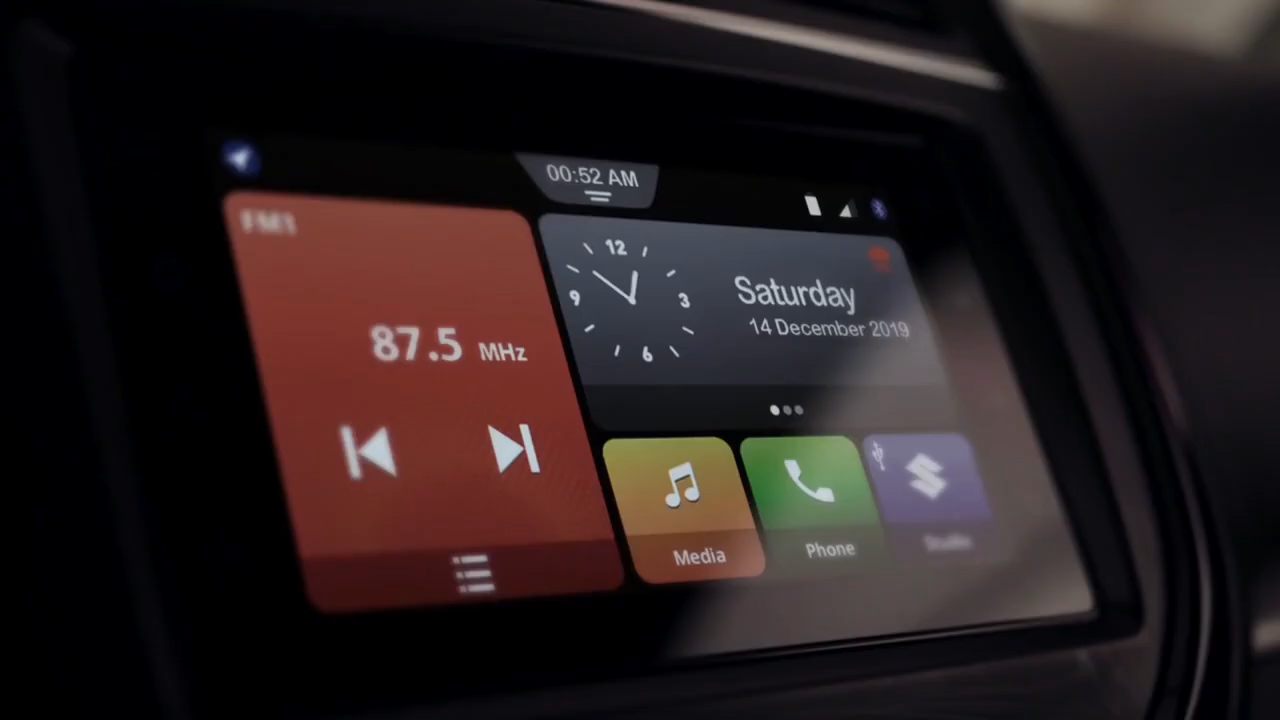 00:52 AM
FM1
87.5 MHz
12
9
3
6
Saturday
14 December 2019
Media
Phone